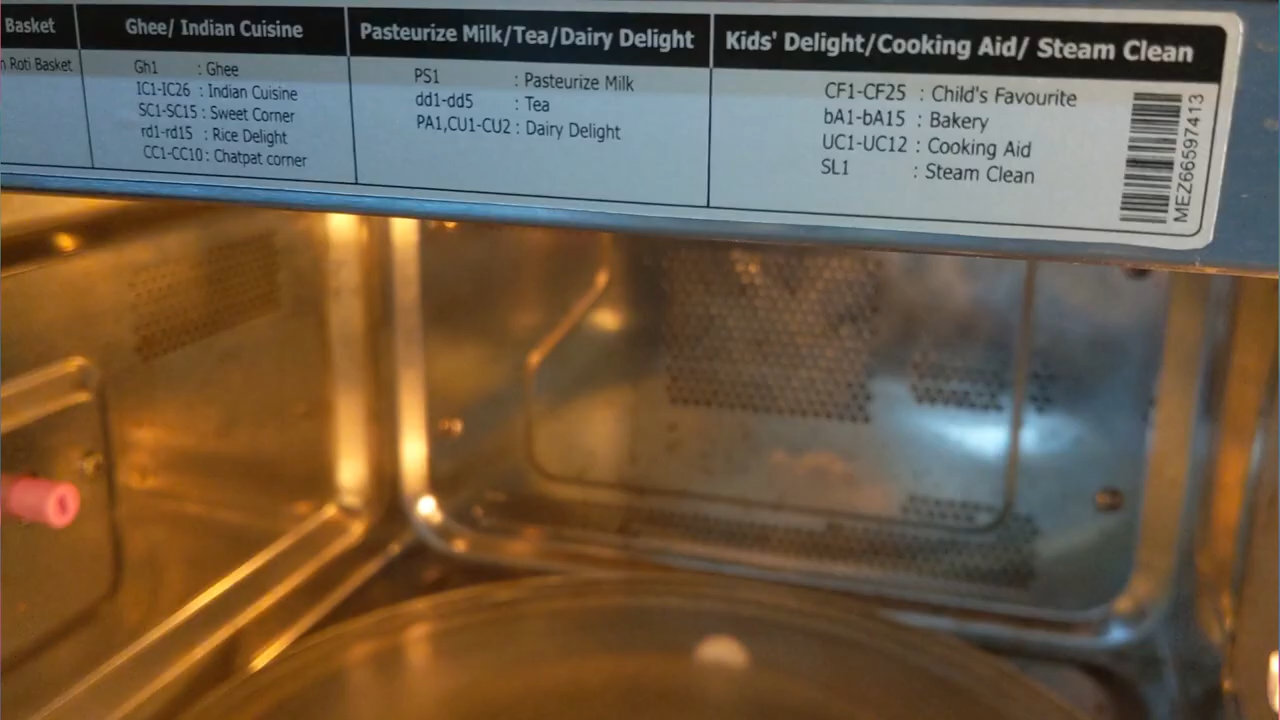 Basket
Roti Basket
Ghee/ Indian Cuisine
Gh1 : Ghee
IC1-IC26 : Indian Cuisine
SC1-SC15 : Sweet Corner
rd1-rd15 : Rice Delight
CC1-CC10 : Chatpat corner
Pasteurize Milk/Tea/Dairy Delight
PS1 : Pasteurize Milk
dd1-dd5 : Tea
PA1,CU1-CU2 : Dairy Delight
Kids' Delight/Cooking Aid/ Steam Clean
CF1-CF25 : Child's Favourite
bA1-bA15 : Bakery
UC1-UC12 : Cooking Aid
SL1 : Steam Clean
MEZ66597413